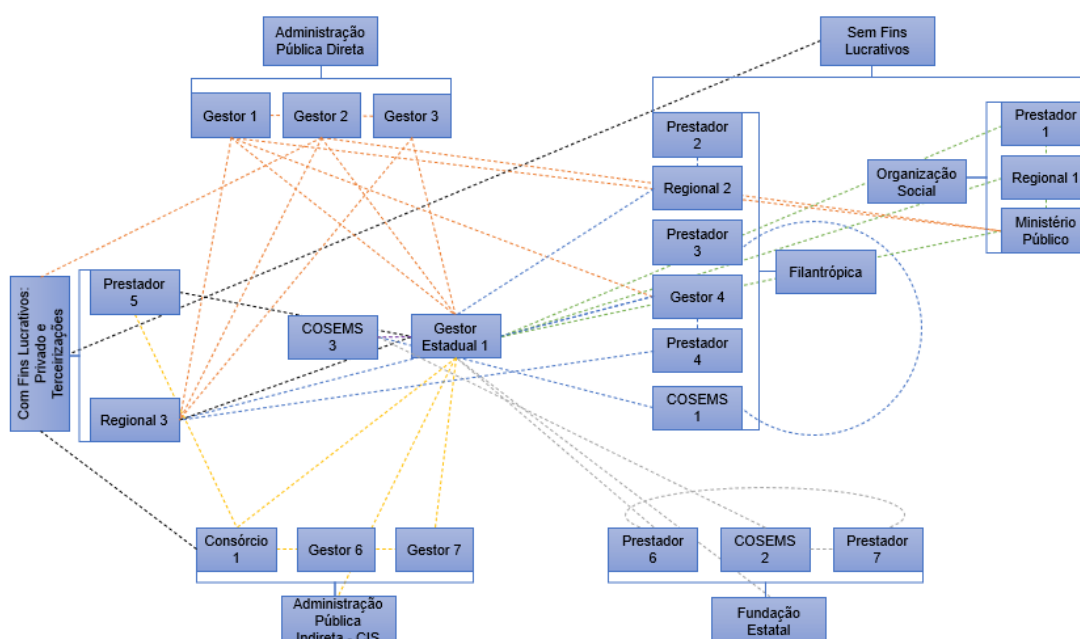 Administração
Pública Direta
Sem Fins
Lucrativos
Gestor 1
Gestor 2
Gestor 3
Prestador
2
Prestador
1
Organização
Social
Regional 2
Regional 1
Prestador
3
Ministério
Público
Filantrópica
Prestador
5
Gestor 4
Com Fins Lucrativos:
Privado e
Terceirizações
COSEMS
3
Gestor
Estadual 1
Prestador
4
Regional 3
COSEMS
1
Consórcio
1
Gestor 6
Gestor 7
Prestador
6
COSEMS
2
Prestador
7
Administração
Pública
Indireta - CIS
Fundação
Estatal